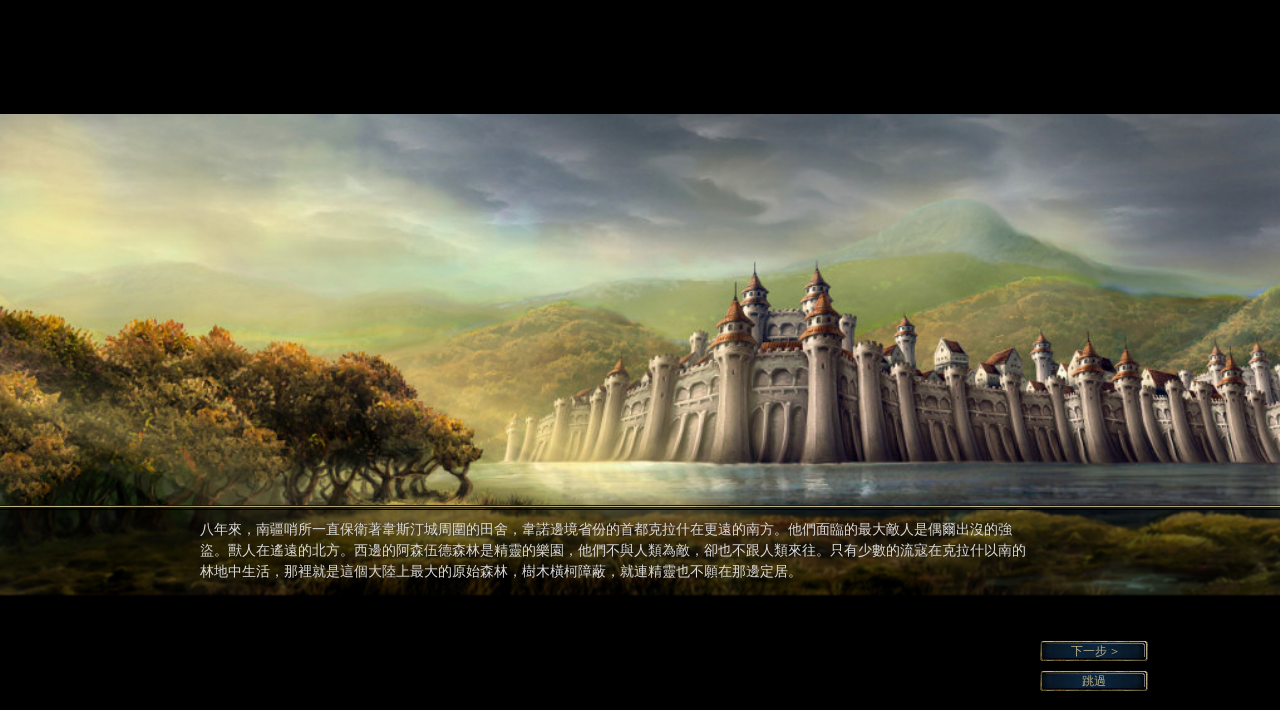 八年來，南疆哨所一直保衛著韋斯汀城周圍的田舍，韋諾邊境省份的首都克拉什在更遠的南方。他們面臨的最大敵人是偶爾出沒的強
盜。獸人在遙遠的北方。西邊的阿森伍德森林是精靈的樂園，他們不與人類為敵，卻也不跟人類來往。只有少數的流寇在克拉什以南的
林地中生活，那裡就是這個大陸上最大的原始森林，樹木橫柯障蔽，就連精靈也不願在那邊定居。
下一步 >
跳過